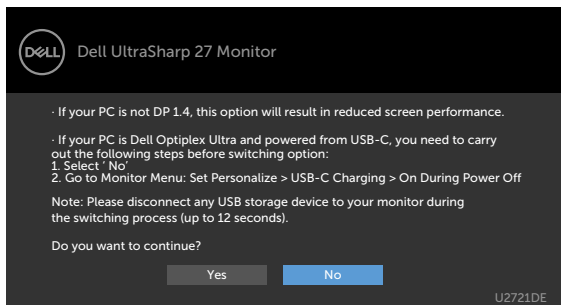 DELL
Dell UltraSharp 27 Monitor
· If your PC is not DP 1.4, this option will result in reduced screen performance.
· If your PC is Dell Optiplex Ultra and powered from USB-C, you need to carry
out the following steps before switching option:
1. Select ‘ No’
2. Go to Monitor Menu: Set Personalize > USB-C Charging > On During Power Off
Note: Please disconnect any USB storage device to your monitor during
the switching process (up to 12 seconds).
Do you want to continue?
Yes No
U2721DE